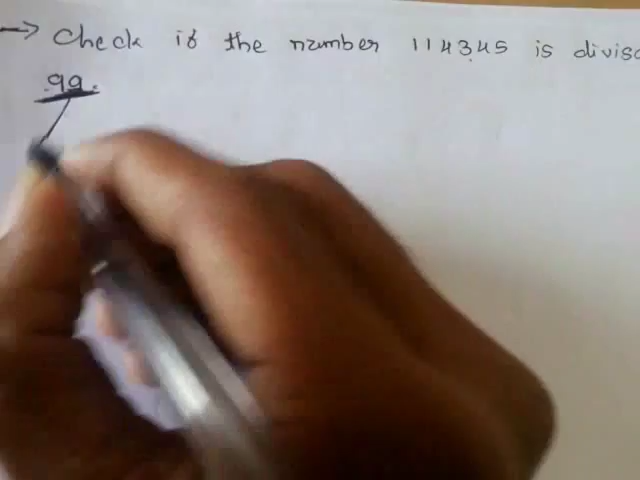 → Check if the number 114345 is divis
99